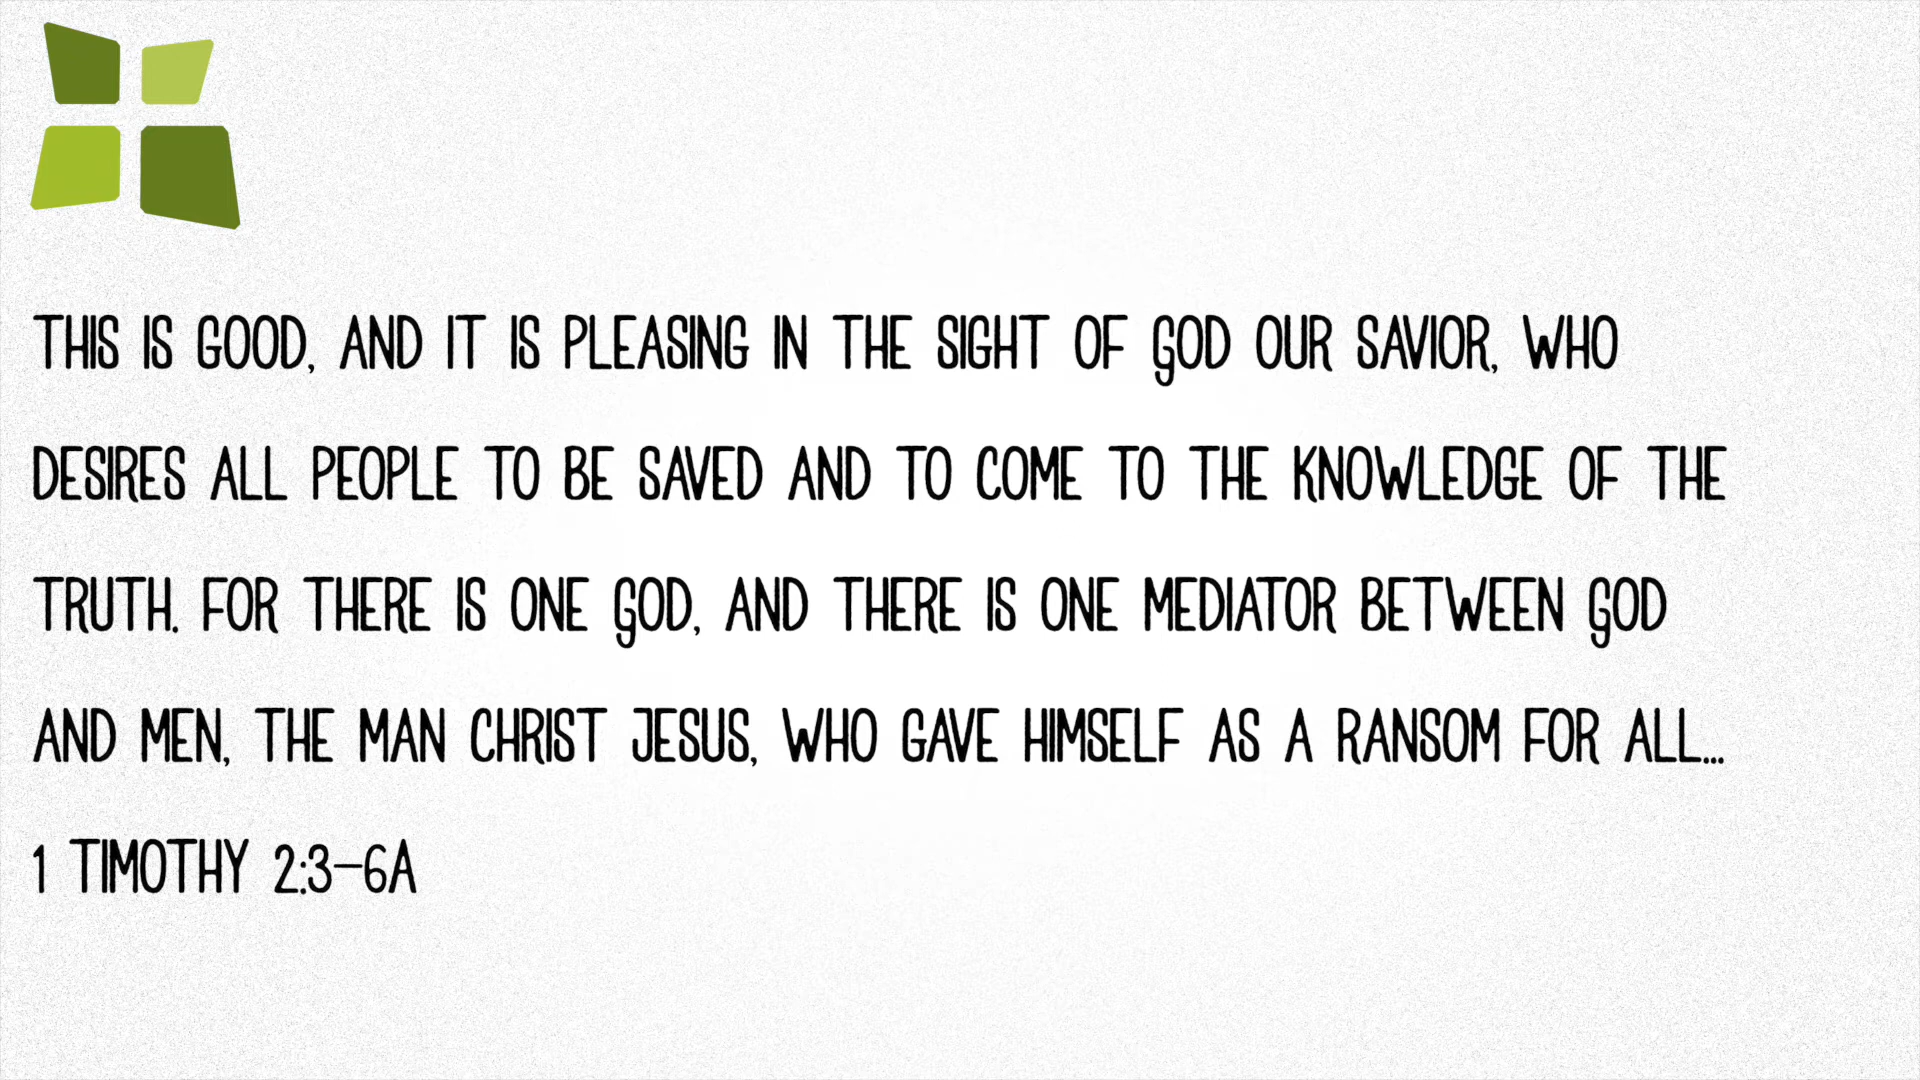 THIS IS GOOD, AND IT IS PLEASING IN THE SIGHT OF GOD OUR SAVIOR, WHO
DESIRES ALL PEOPLE TO BE SAVED AND TO COME TO THE KNOWLEDGE OF THE
TRUTH. FOR THERE IS ONE GOD, AND THERE IS ONE MEDIATOR BETWEEN GOD
AND MEN, THE MAN CHRIST JESUS, WHO GAVE HIMSELF AS A RANSOM FOR ALL...
1 TIMOTHY 2:3–6A